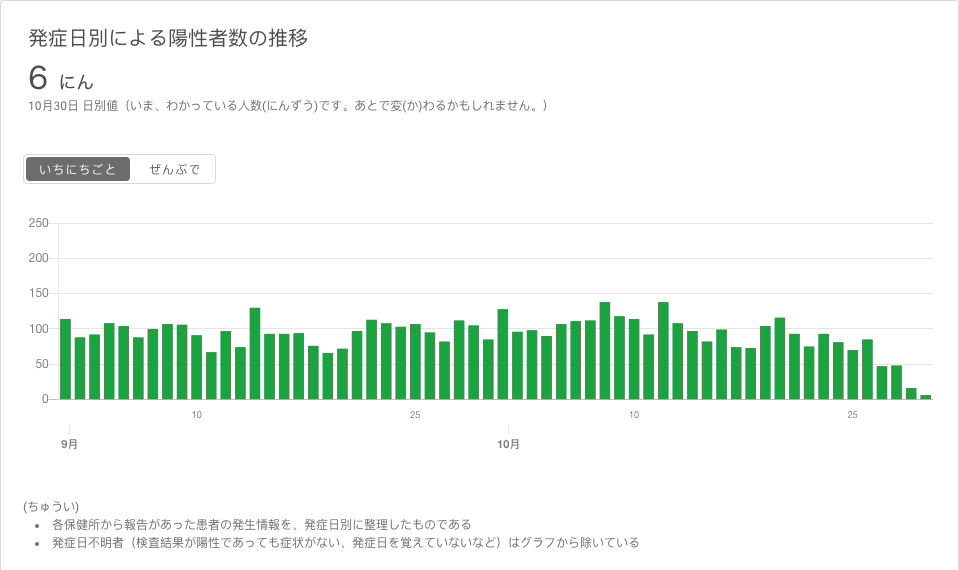 発症日別による陽性者数の推移
6 にん
10月30日 日別値（いま、わかっている人数(にんずう)です。あとで変(か)わるかもしれません。）
いちにちごと ぜんぶで
250
200
150
100
50
0
10 25 10 25
9月 10月
(ちゅうい)
• 各保健所から報告があった患者の発生情報を、発症日別に整理したものである
• 発症日不明者（検査結果が陽性であっても症状がない、発症日を覚えていないなど）はグラフから除いている